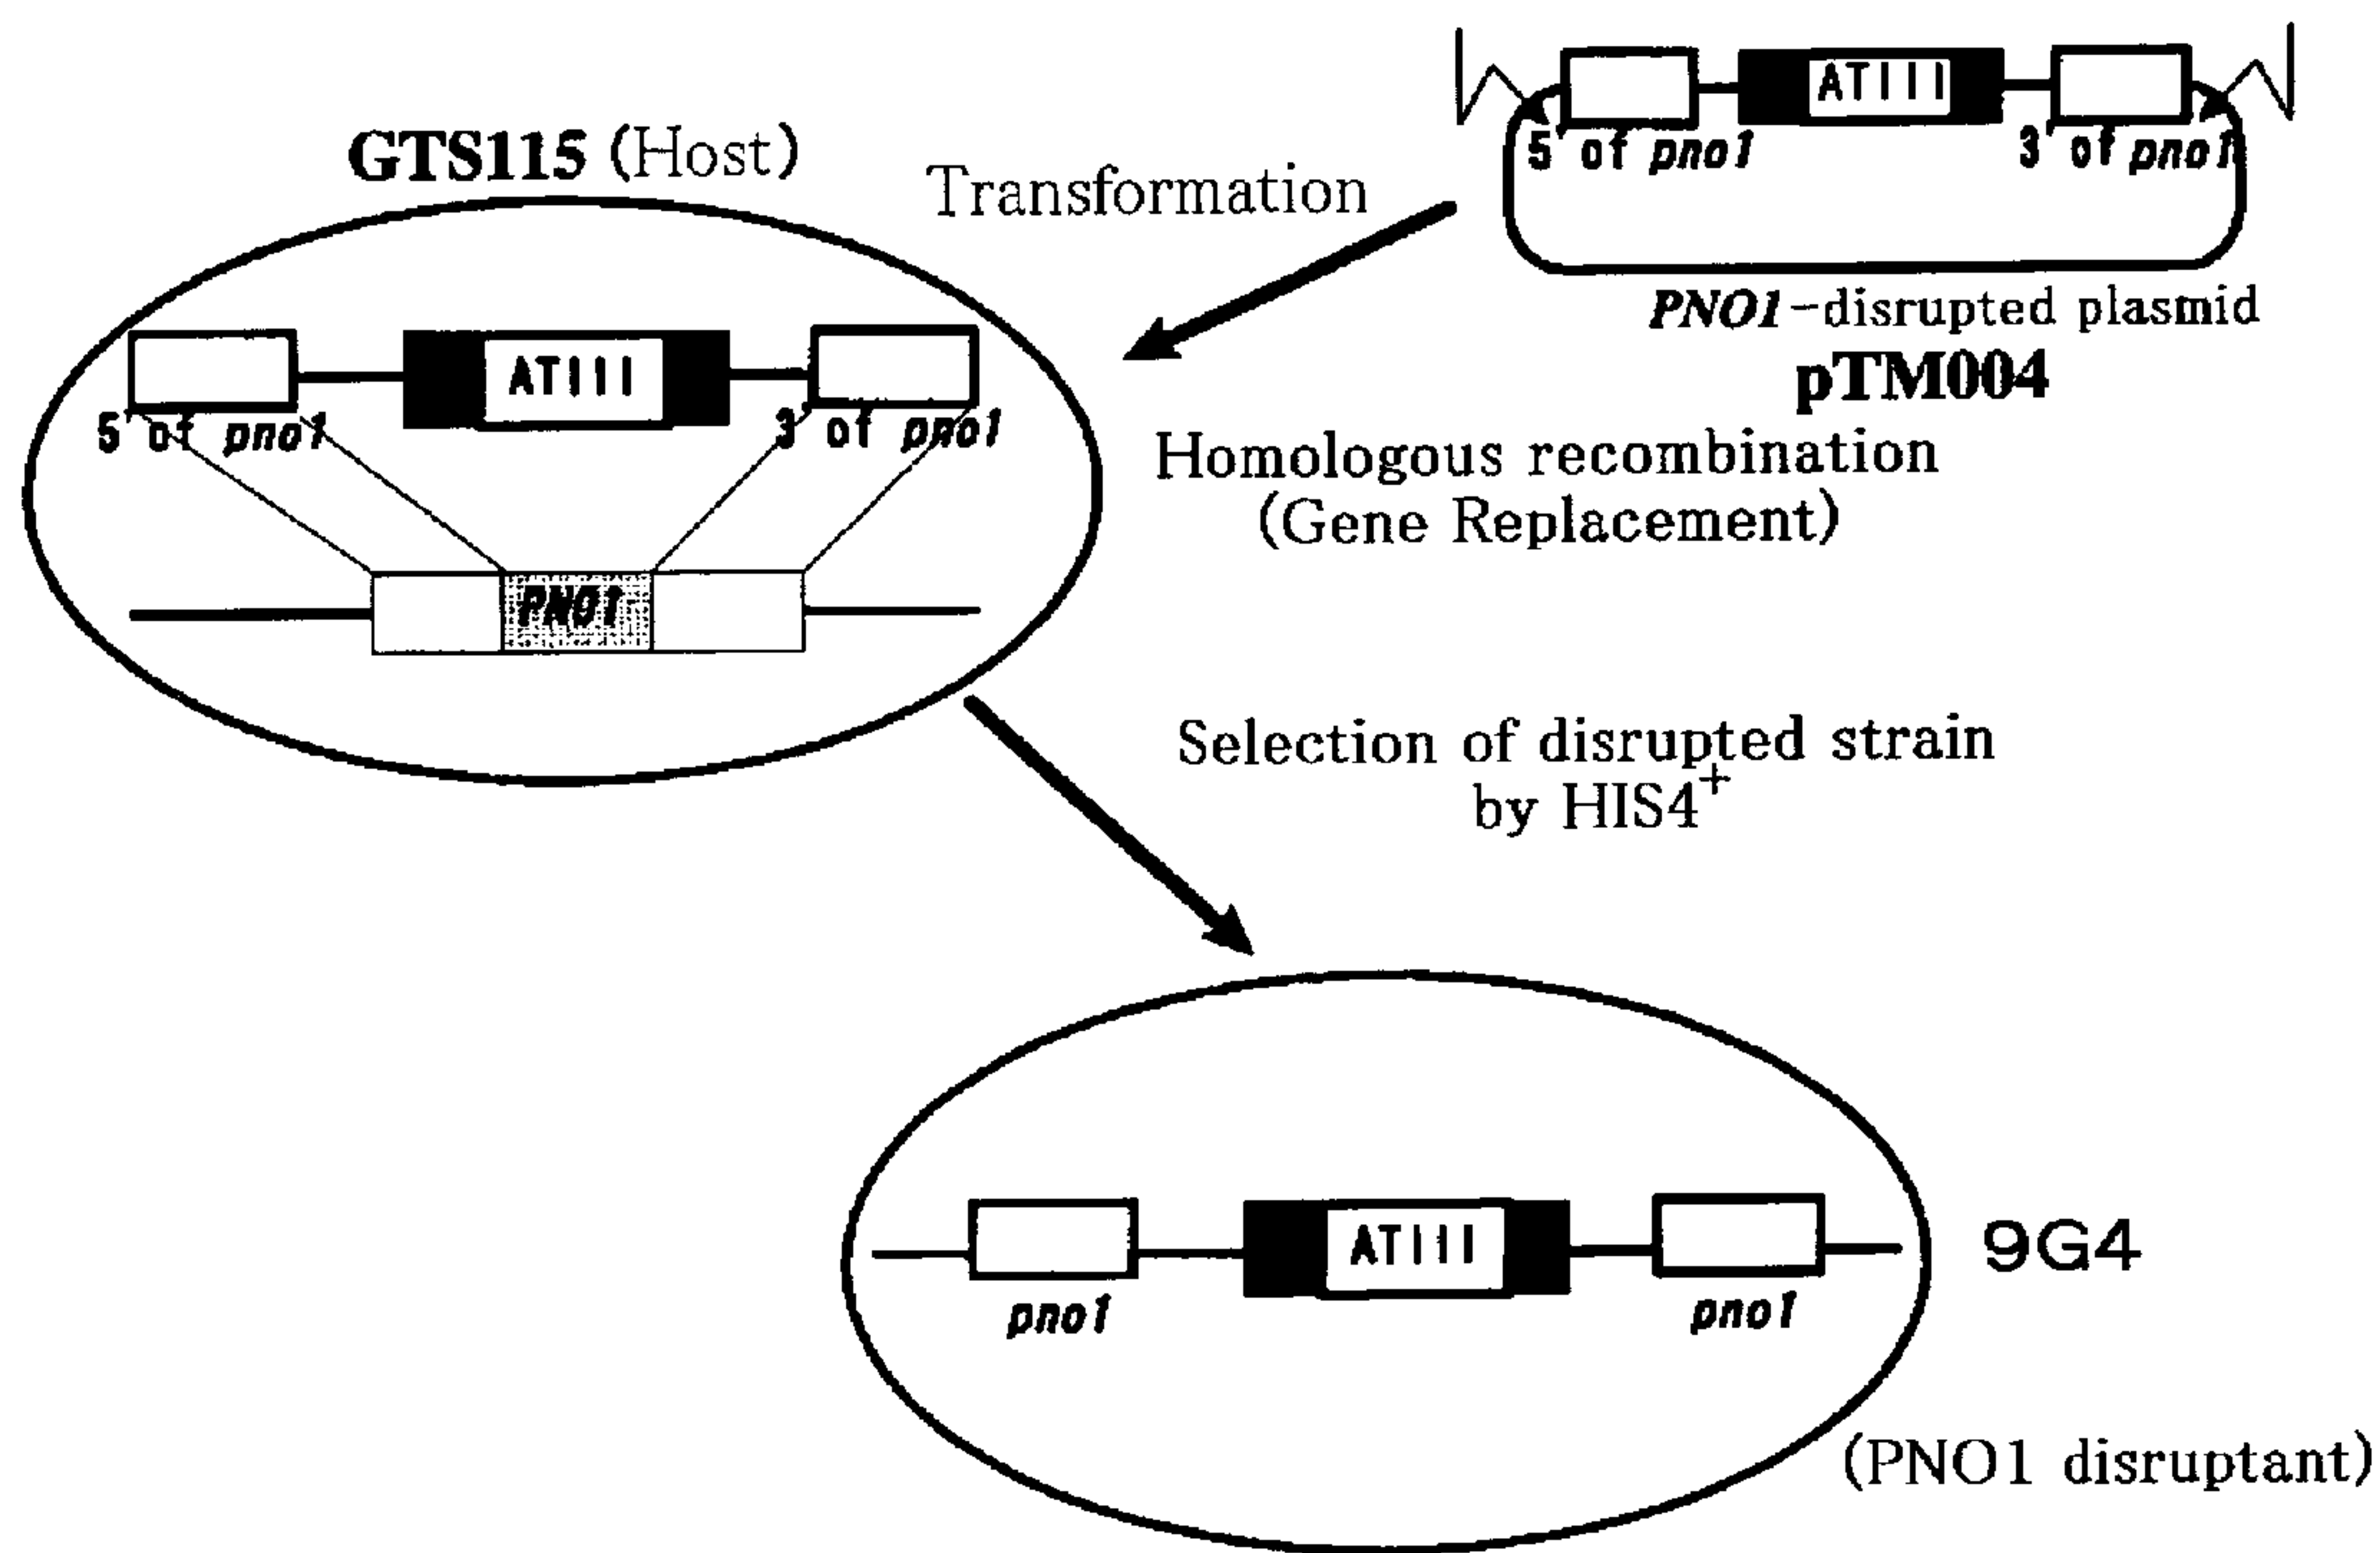 GTS115 (Host)
Transformation
ATIII
5' of pno1
3' of pno1
PNO1-disrupted plasmid
pTM004
ATIII
5' of pno1
3' of pno1
Homologous recombination
(Gene Replacement)
PNO1
Selection of disrupted strain
by HIS4+
ATIII
pno1
pno1
9G4
(PNO1 disruptant)